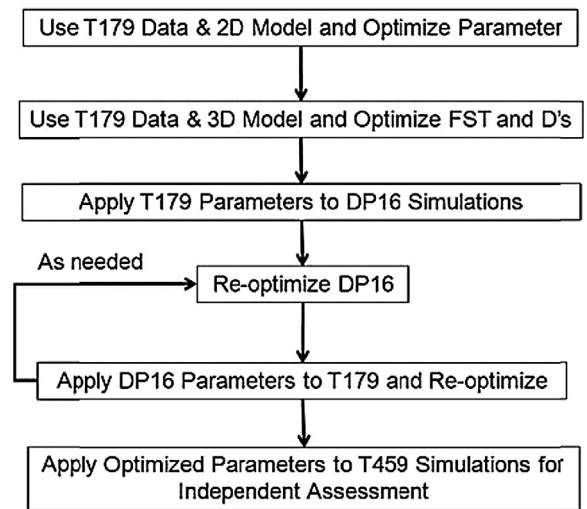 Use T179 Data & 2D Model and Optimize Parameter
Use T179 Data & 3D Model and Optimize FST and D's
Apply T179 Parameters to DP16 Simulations
As needed
Re-optimize DP16
Apply DP16 Parameters to T179 and Re-optimize
Apply Optimized Parameters to T459 Simulations for
Independent Assessment